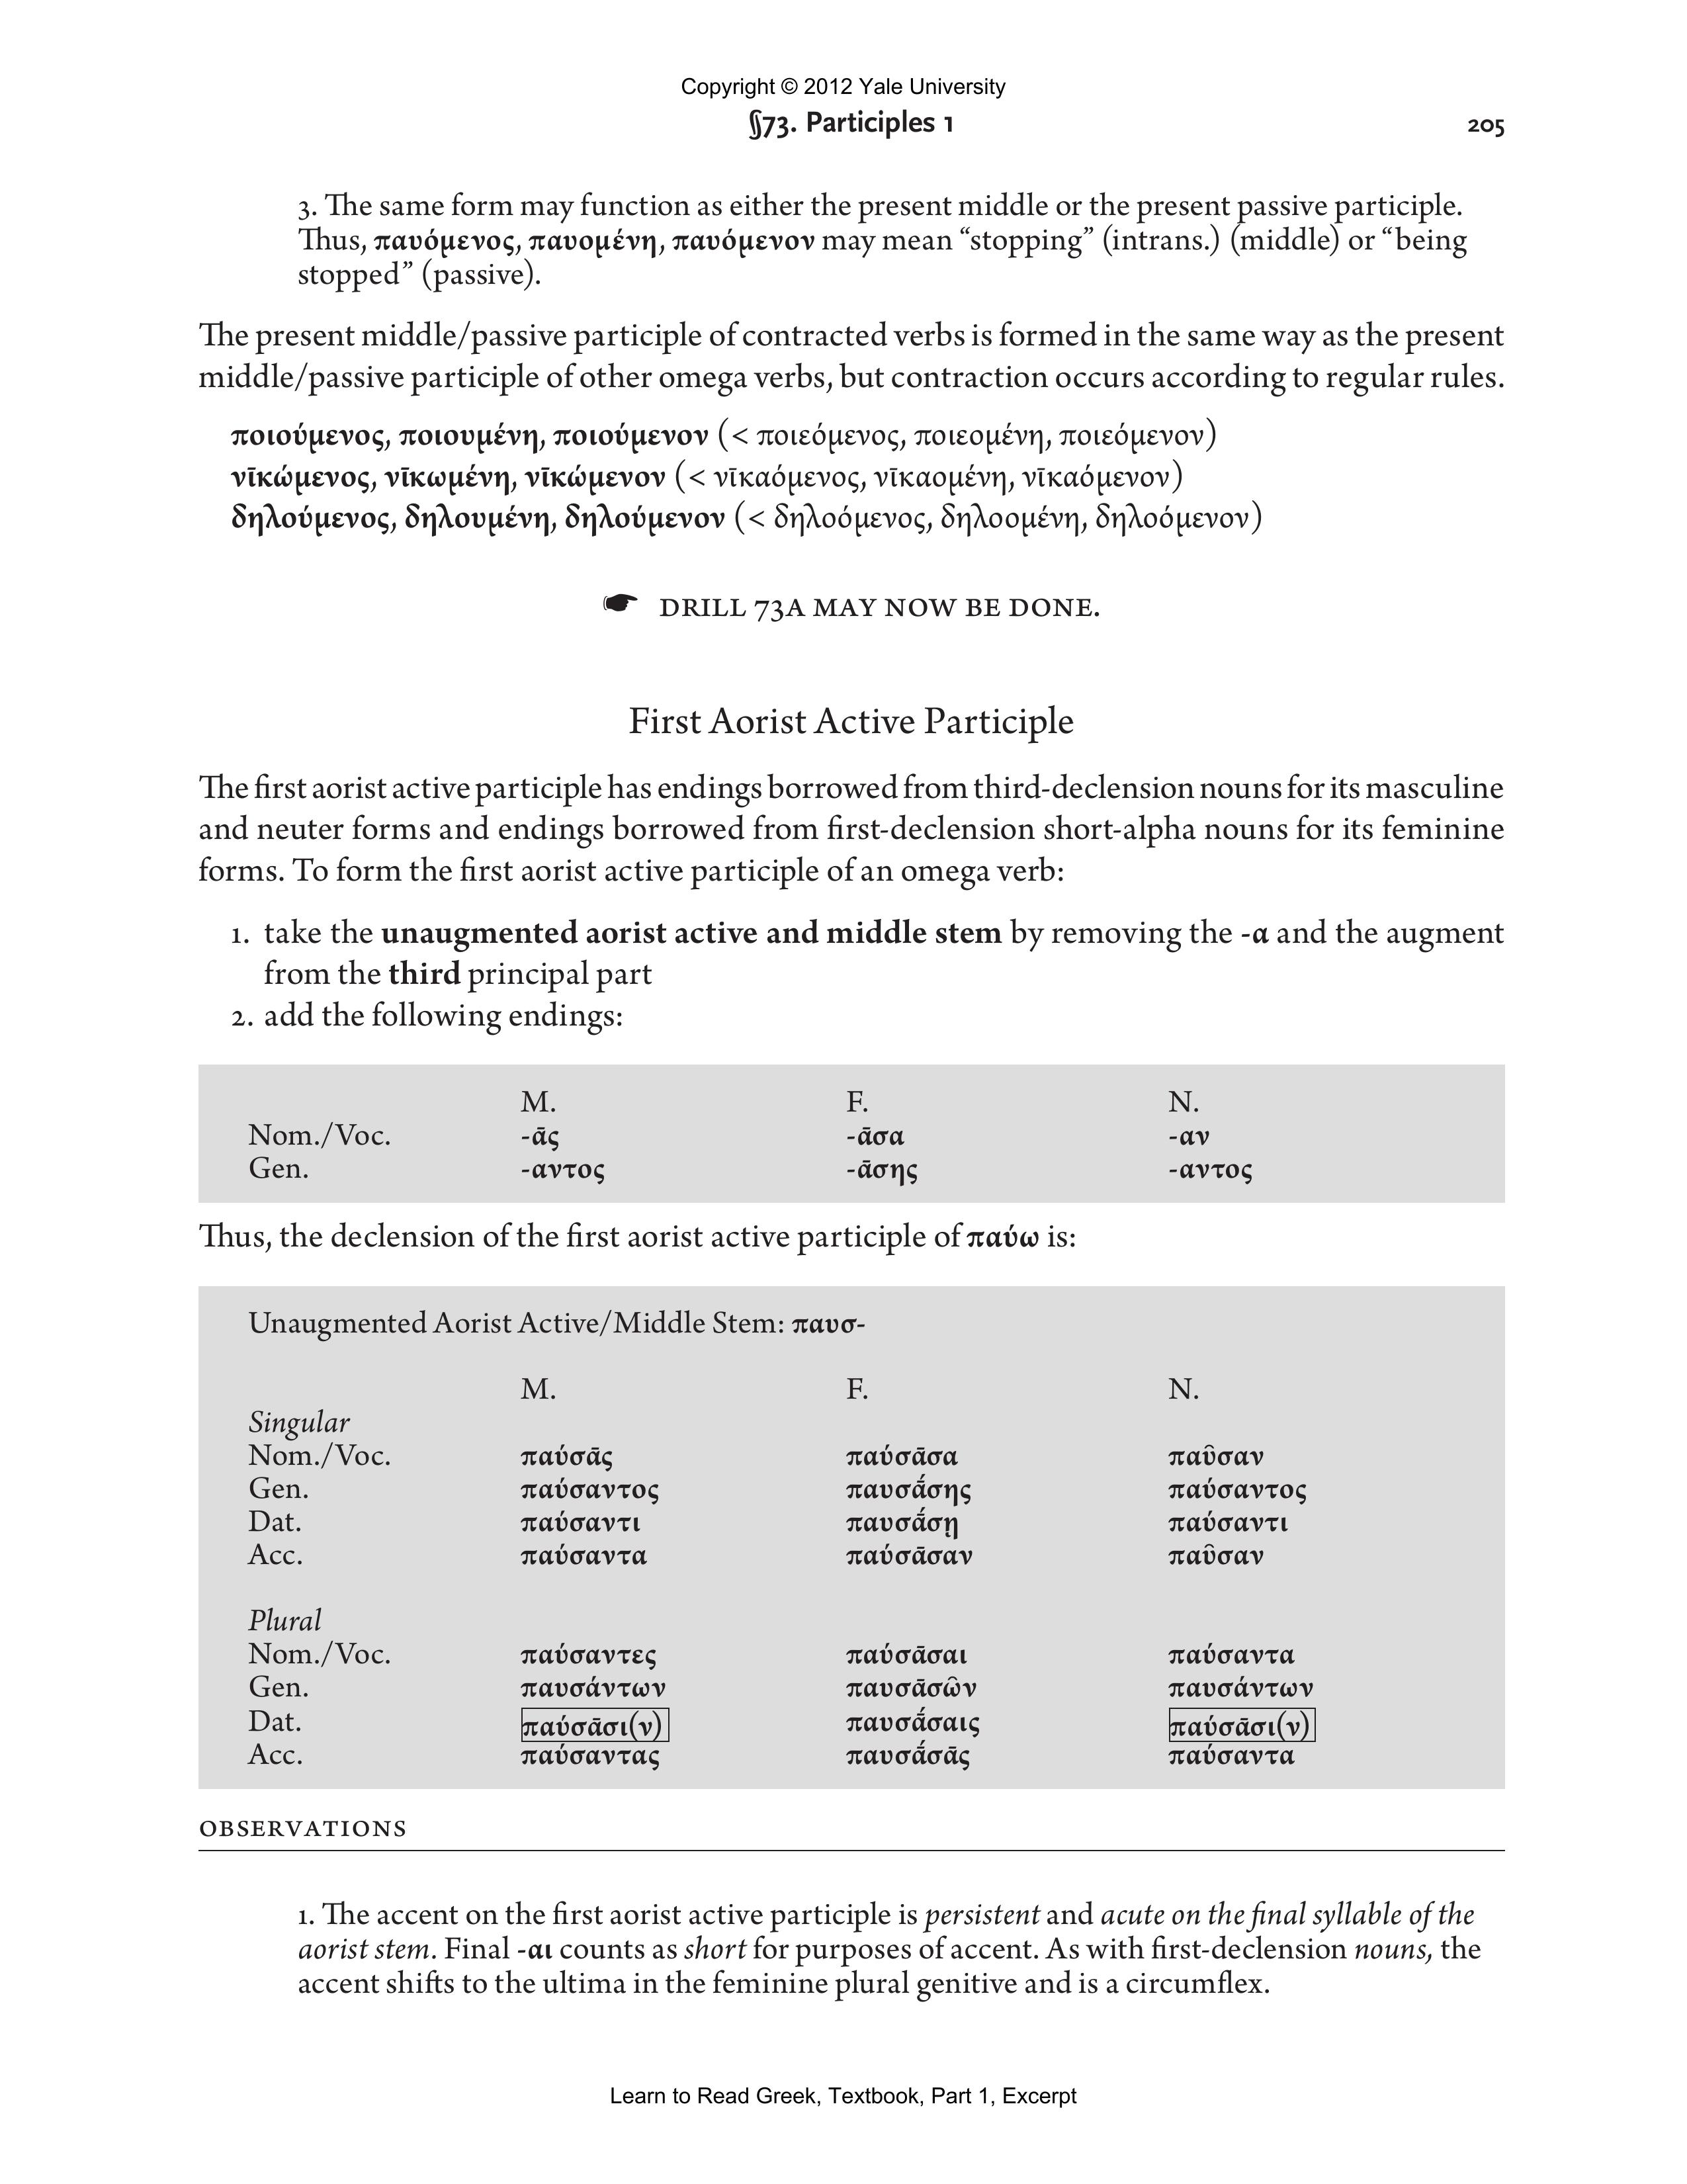 Copyright © 2012 Yale University
§73. Participles 1 205
3. The same form may function as either the present middle or the present passive participle.
Thus, παυόμενος, παυομένη, παυόμενον may mean “stopping” (intrans.) (middle) or “being
stopped” (passive).
The present middle/passive participle of contracted verbs is formed in the same way as the present
middle/passive participle of other omega verbs, but contraction occurs according to regular rules.
ποιούμενος, ποιουμένη, ποιούμενον (< ποιεόμενος, ποιεομένη, ποιεόμενον)
νῑκώμενος, νῑκωμένη, νῑκώμενον (< νῑκαόμενος, νῑκαομένη, νῑκαόμενον)
δηλούμενος, δηλουμένη, δηλούμενον (< δηλοόμενος, δηλοομένη, δηλοόμενον)
☛ DRILL 73A MAY NOW BE DONE.
First Aorist Active Participle
The first aorist active participle has endings borrowed from third-declension nouns for its masculine
and neuter forms and endings borrowed from first-declension short-alpha nouns for its feminine
forms. To form the first aorist active participle of an omega verb:
1. take the unaugmented aorist active and middle stem by removing the -α and the augment
from the third principal part
2. add the following endings:
M. F. N.
Nom./Voc. -ᾱς -ᾱσα -αν
Gen. -αντος -ᾱσης -αντος
Thus, the declension of the first aorist active participle of παύω is:
Unaugmented Aorist Active/Middle Stem: παυσ-
M. F. N.
Singular
Nom./Voc. παύσᾱς παύσᾱσα παῦσαν
Gen. παύσαντος παυσᾱ́σης παύσαντος
Dat. παύσαντι παυσᾱ́σῃ παύσαντι
Acc. παύσαντα παύσᾱσαν παῦσαν
Plural
Nom./Voc. παύσαντες παύσᾱσαι παύσαντα
Gen. παυσάντων παυσᾱσῶν παυσάντων
Dat. παύσᾱσι(ν) παυσᾱ́σαις παύσᾱσι(ν)
Acc. παύσαντας παυσᾱ́σᾱς παύσαντα
OBSERVATIONS
1. The accent on the first aorist active participle is persistent and acute on the final syllable of the
aorist stem. Final -αι counts as short for purposes of accent. As with first-declension nouns, the
accent shifts to the ultima in the feminine plural genitive and is a circumflex.
Learn to Read Greek, Textbook, Part 1, Excerpt